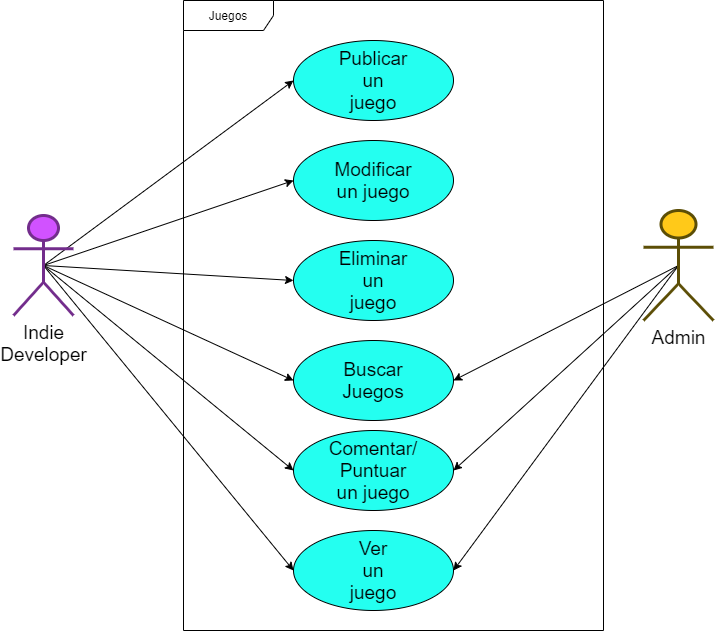 Juegos
Publicar
un
juego
Modificar
un juego
Eliminar
un
juego
Indie
Developer
Admin
Buscar
Juegos
Comentar/
Puntuar
un juego
Ver
un
juego